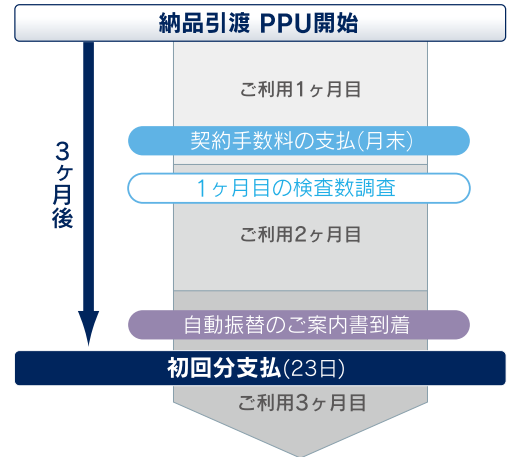 納品引渡 PPU開始
ご利用1ヶ月目
契約手数料の支払(月末)
3ヶ月後
1ヶ月目の検査数調査
ご利用2ヶ月目
自動振替のご案内書到着
初回分支払(23日)
ご利用3ヶ月目